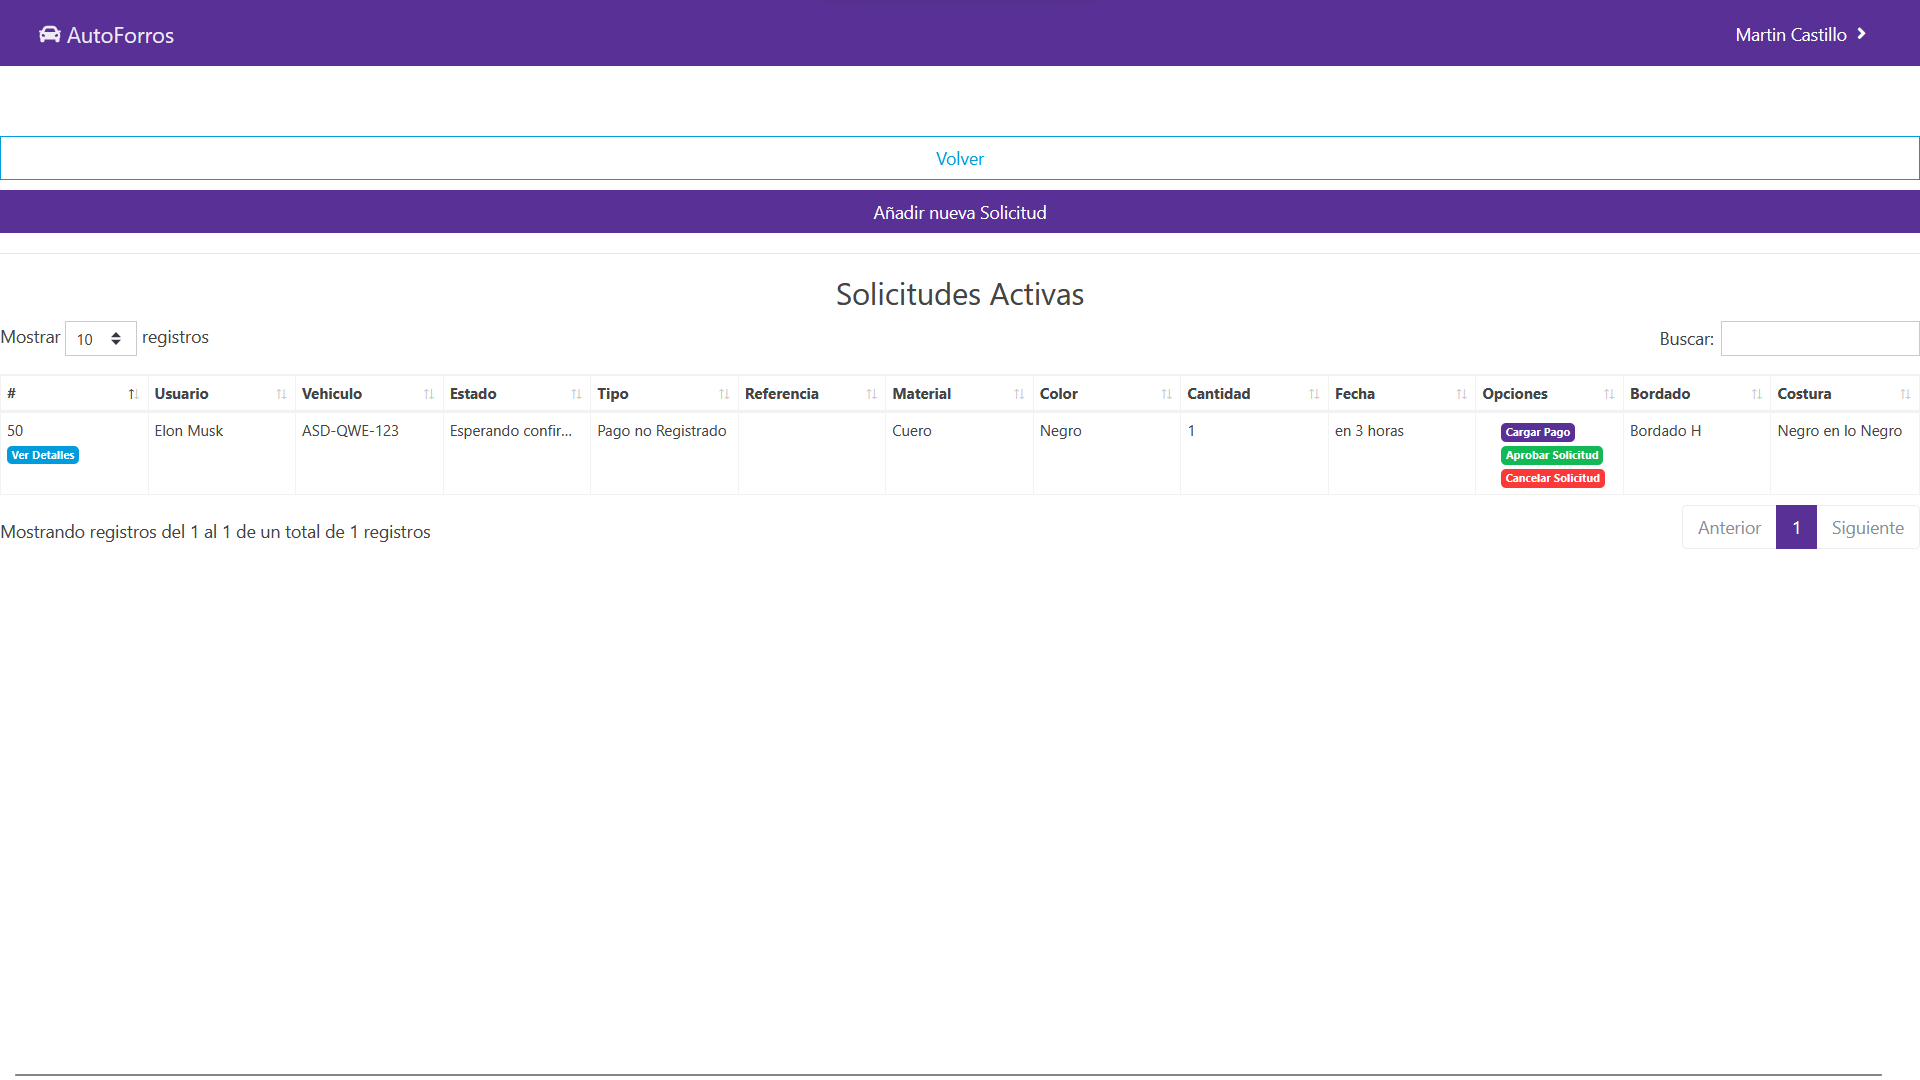 AutoForros
Martin Castillo
Volver
Añadir nueva Solicitud
Solicitudes Activas
Mostrar 10 registros
Buscar:
# Usuario Vehiculo Estado Tipo Referencia Material Color Cantidad Fecha Opciones Bordado Costura
50 Elon Musk ASD-QWE-123 Esperando confir... Pago no Registrado Cuero Negro 1 en 3 horas Cargar Pago Bordado H Negro en lo Negro
Ver Detalles Aprobar Solicitud
Cancelar Solicitud
Mostrando registros del 1 al 1 de un total de 1 registros
Anterior 1 Siguiente